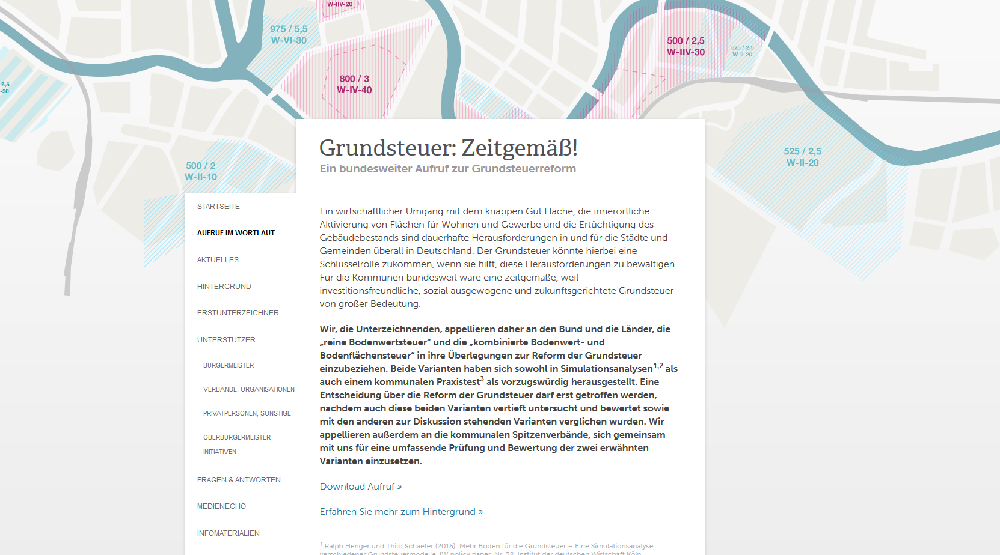 W-IIV-20
975 / 5,5
W-VI-30
500 / 2,5
W-IIV-30
525 / 2,5
W-II-20
800 / 3
W-IV-40
6,5
-30
Grundsteuer: Zeitgemäß!
Ein bundesweiter Aufruf zur Grundsteuerreform
525 / 2,5
W-II-20
500 / 2
W-II-10
STARTSEITE
AUFRUF IM WORTLAUT
AKTUELLES
HINTERGRUND
ERSTUNTERZEICHNER
UNTERSTÜTZER
BÜRGERMEISTER
VERBÄNDE, ORGANISATIONEN
PRIVATPERSONEN, SONSTIGE
OBERBÜRGERMEISTER-
INITIATIVEN
FRAGEN & ANTWORTEN
MEDIENECHO
INFOMATERIALIEN
Ein wirtschaftlicher Umgang mit dem knappen Gut Fläche, die innerörtliche
Aktivierung von Flächen für Wohnen und Gewerbe und die Ertüchtigung des
Gebäudebestands sind dauerhafte Herausforderungen in und für die Städte und
Gemeinden überall in Deutschland. Der Grundsteuer könnte hierbei eine
Schlüsselrolle zukommen, wenn sie hilft, diese Herausforderungen zu bewältigen.
Für die Kommunen bundesweit wäre eine zeitgemäße, weil
investitionsfreundliche, sozial ausgewogene und zukunftsgerichtete Grundsteuer
von großer Bedeutung.
Wir, die Unterzeichnenden, appellieren daher an den Bund und die Länder, die
„reine Bodenwertsteuer“ und die „kombinierte Bodenwert- und
Bodenflächensteuer“ in ihre Überlegungen zur Reform der Grundsteuer
einzubeziehen. Beide Varianten haben sich sowohl in Simulationsanalysen1,2 als
auch einem kommunalen Praxistest3 als vorzugswürdig herausgestellt. Eine
Entscheidung über die Reform der Grundsteuer darf erst getroffen werden,
nachdem auch diese beiden Varianten vertieft untersucht und bewertet sowie
mit den anderen zur Diskussion stehenden Varianten verglichen wurden. Wir
appellieren außerdem an die kommunalen Spitzenverbände, sich gemeinsam
mit uns für eine umfassende Prüfung und Bewertung der zwei erwähnten
Varianten einzusetzen.
Download Aufruf »
Erfahren Sie mehr zum Hintergrund »
1 Ralph Henger und Thilo Schaefer (2015): Mehr Boden für die Grundsteuer – Eine Simulationsanalyse
verschiedener Grundsteuermodelle, IW policy paper, Nr. 32, Institut der deutschen Wirtschaft Köln